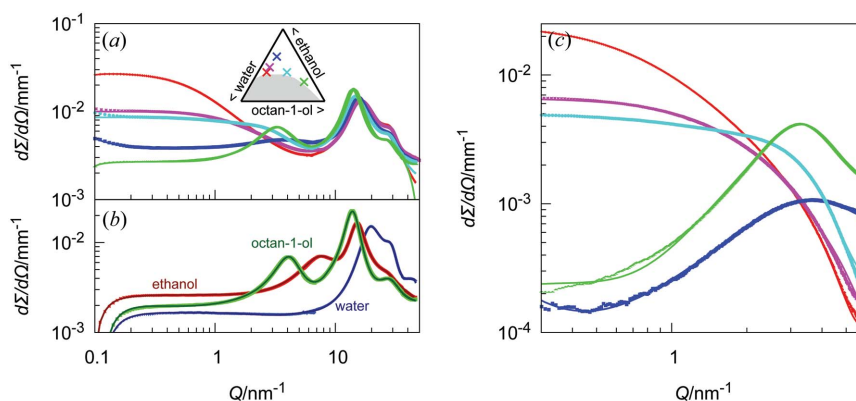 (a)
< ethanol
< water
octan-1-ol >
10⁻¹
10⁻²
10⁻³
dΣ/dΩ/mm⁻¹
(b)
octan-1-ol
ethanol
water
10⁻²
10⁻³
dΣ/dΩ/mm⁻¹
0.1 1 10
Q/nm⁻¹
(c)
10⁻²
10⁻³
10⁻⁴
dΣ/dΩ/mm⁻¹
1
Q/nm⁻¹